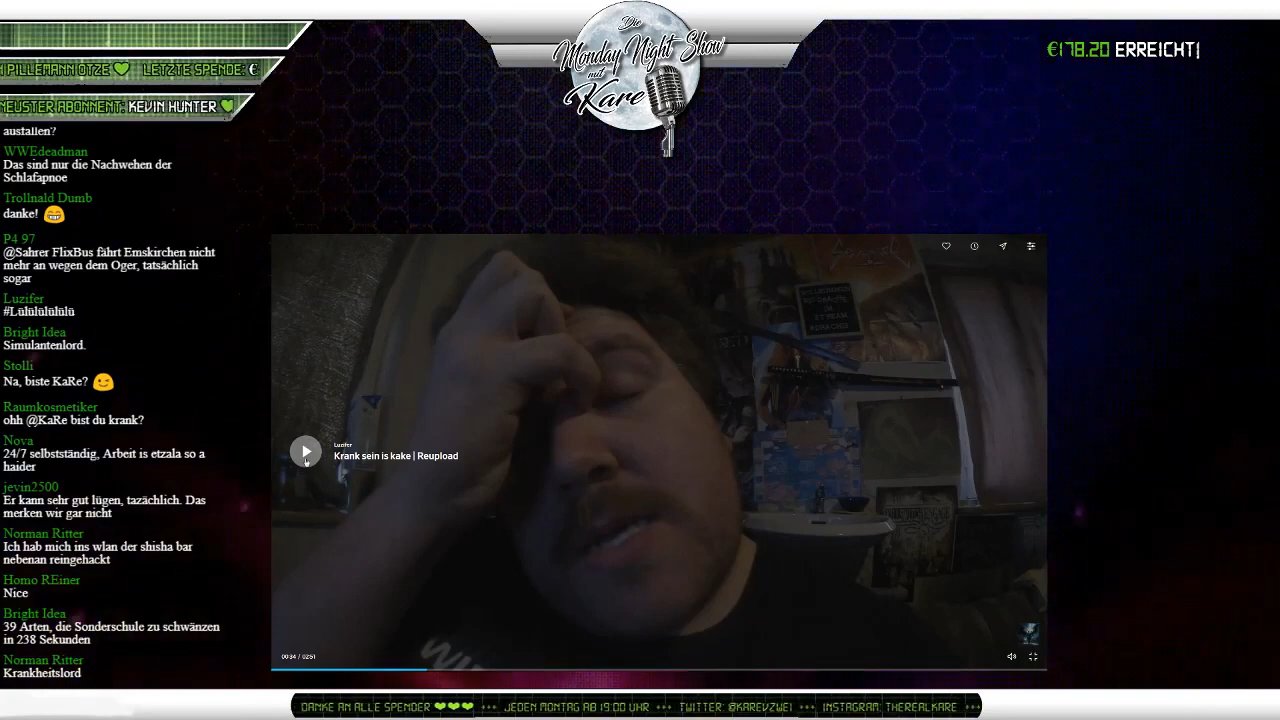 Die
Monday Night Show
mit
Kare
€178.20 ERREICHT!
PILLEMANN OTZE 💚 LETZTE SPENDE: €
NEUSTER ABONNENT: KEVIN HUNTER 💚
ausfallen?
WWEdeadman
Das sind nur die Nachwehen der
Schlafapnoe
Trollnald Dumb
danke! 😁
P4 97
@Sahrer FlixBus fährt Emskirchen nicht
mehr an wegen dem Oger, tatsächlich
sogar
Luzifer
#Lülülülülülü
Bright Idea
Simulantenlord.
Stolli
Na, biste KaRe? 😉
Raumkosmetiker
ohh @KaRe bist du krank?
Nova
24/7 selbstständig, Arbeit is etzala so a
haider
jevin2500
Er kann sehr gut lügen, tazächlich. Das
merken wir gar nicht
Norman Ritter
Ich hab mich ins wlan der shisha bar
nebenan reingehackt
Homo REiner
Nice
Bright Idea
39 Arten, die Sonderschule zu schwänzen
in 238 Sekunden
Norman Ritter
Krankheitslord
Luzifer
Krank sein is kake | Reupload
00:34 / 02:51
DANKE AN ALLE SPENDER ❤❤❤ +++ JEDEN MONTAG AB 19:00 UHR +++ TWITTER: @KAREVZWEI +++ INSTAGRAM: THEREALKARE +++